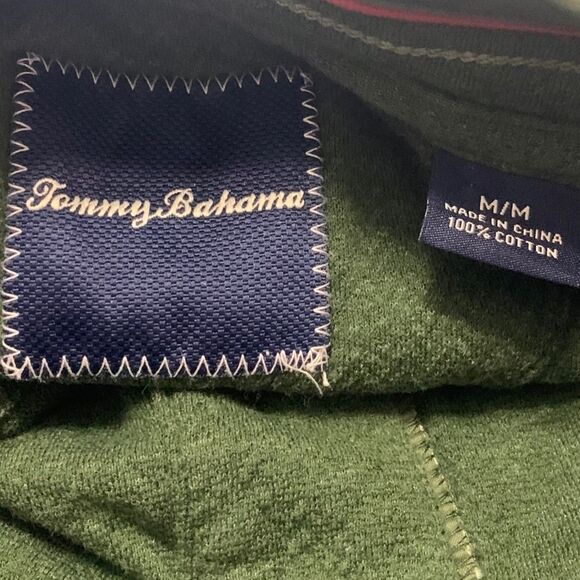 Tommy Bahama
M/M
MADE IN CHINA
100% COTTON